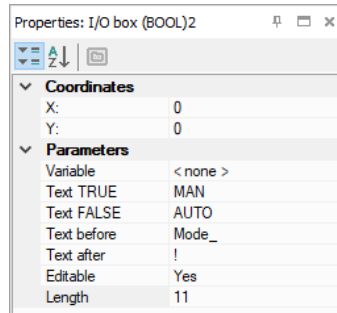 Properties: I/O box (BOOL)2
Coordinates
X: 0
Y: 0
Parameters
Variable < none >
Text TRUE MAN
Text FALSE AUTO
Text before Mode_
Text after !
Editable Yes
Length 11